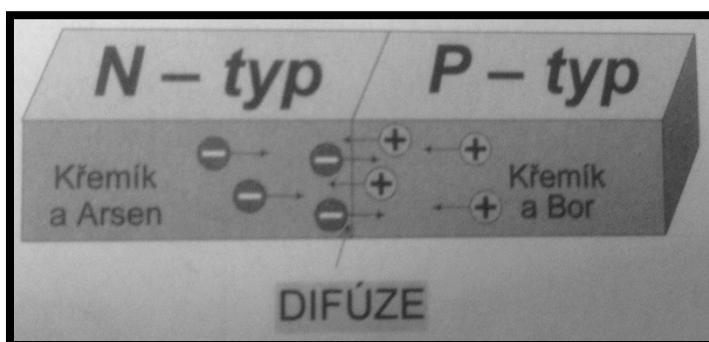 N – typ
P – typ
Křemík
a Arsen
Křemík
a Bor
DIFÚZE